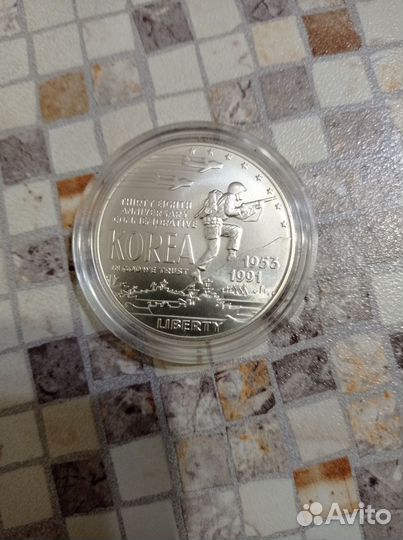 THIRTY EIGHTH
ANNIVERSARY
COMMEMORATIVE
KOREA
IN GOD WE TRUST
1953
1991
LIBERTY
Avito